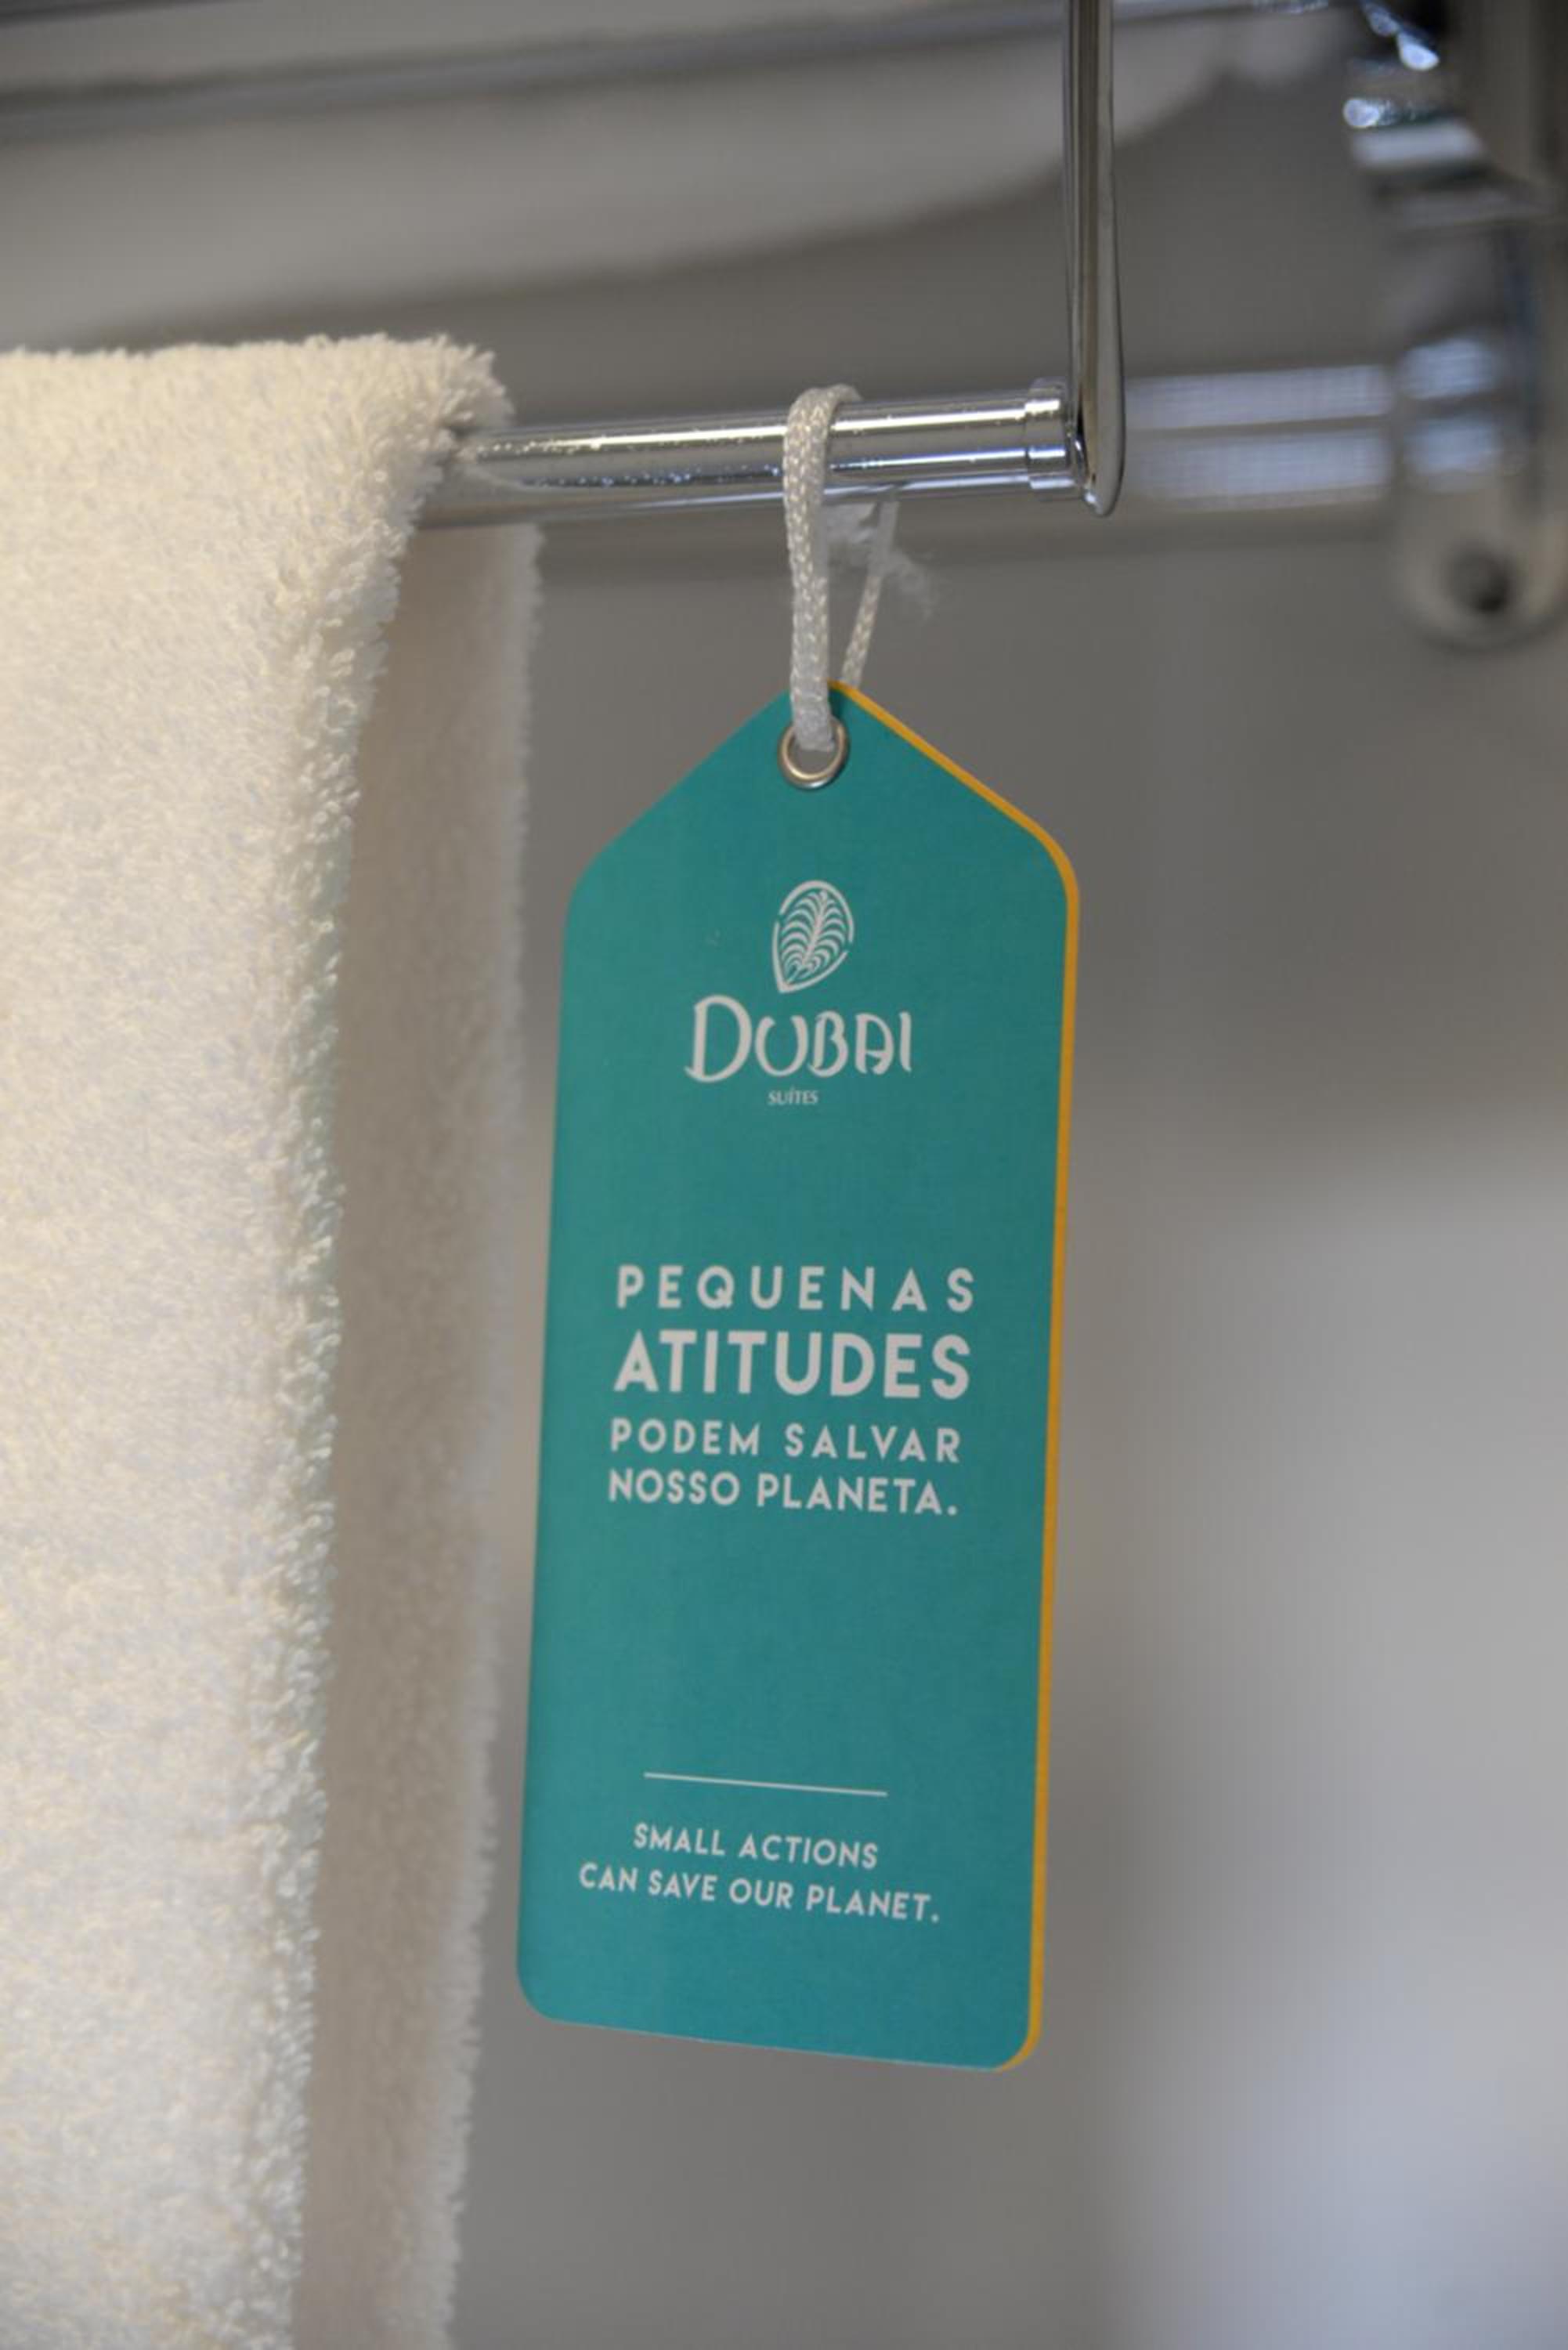 DUBAI
SUÍTES
PEQUENAS
ATITUDES
PODEM SALVAR
NOSSO PLANETA.
SMALL ACTIONS
CAN SAVE OUR PLANET.